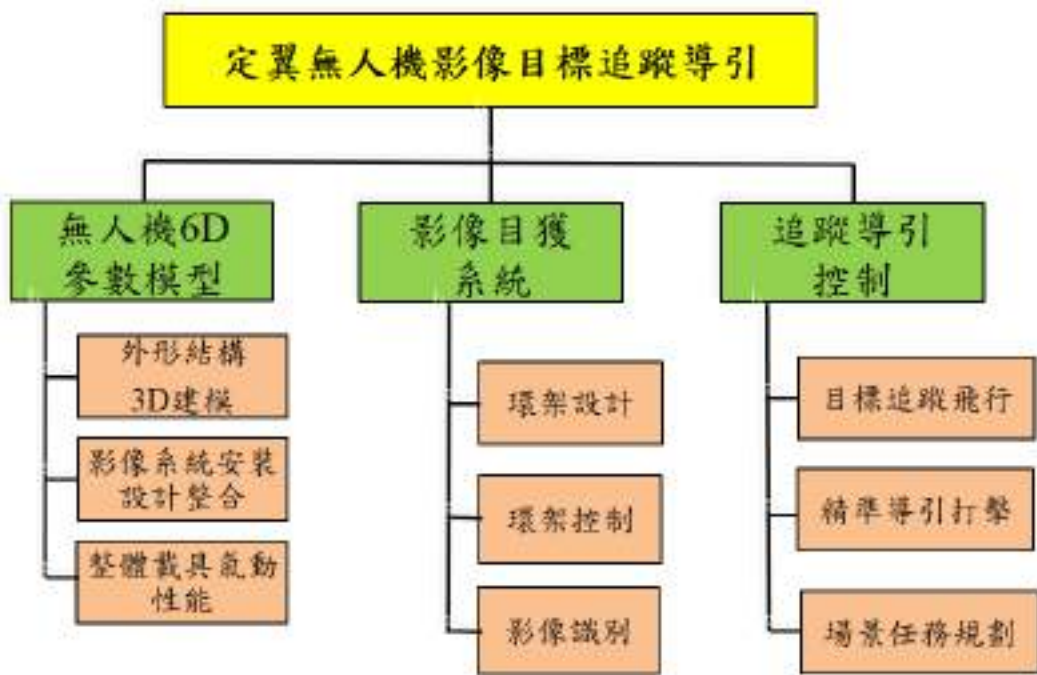 定翼無人機影像目標追蹤導引
無人機6D
參數模型
外形結構
3D建模
影像系統安裝
設計整合
整體載具氣動
性能
影像目獲
系統
環架設計
環架控制
影像識別
追蹤導引
控制
目標追蹤飛行
精準導引打擊
場景任務規劃